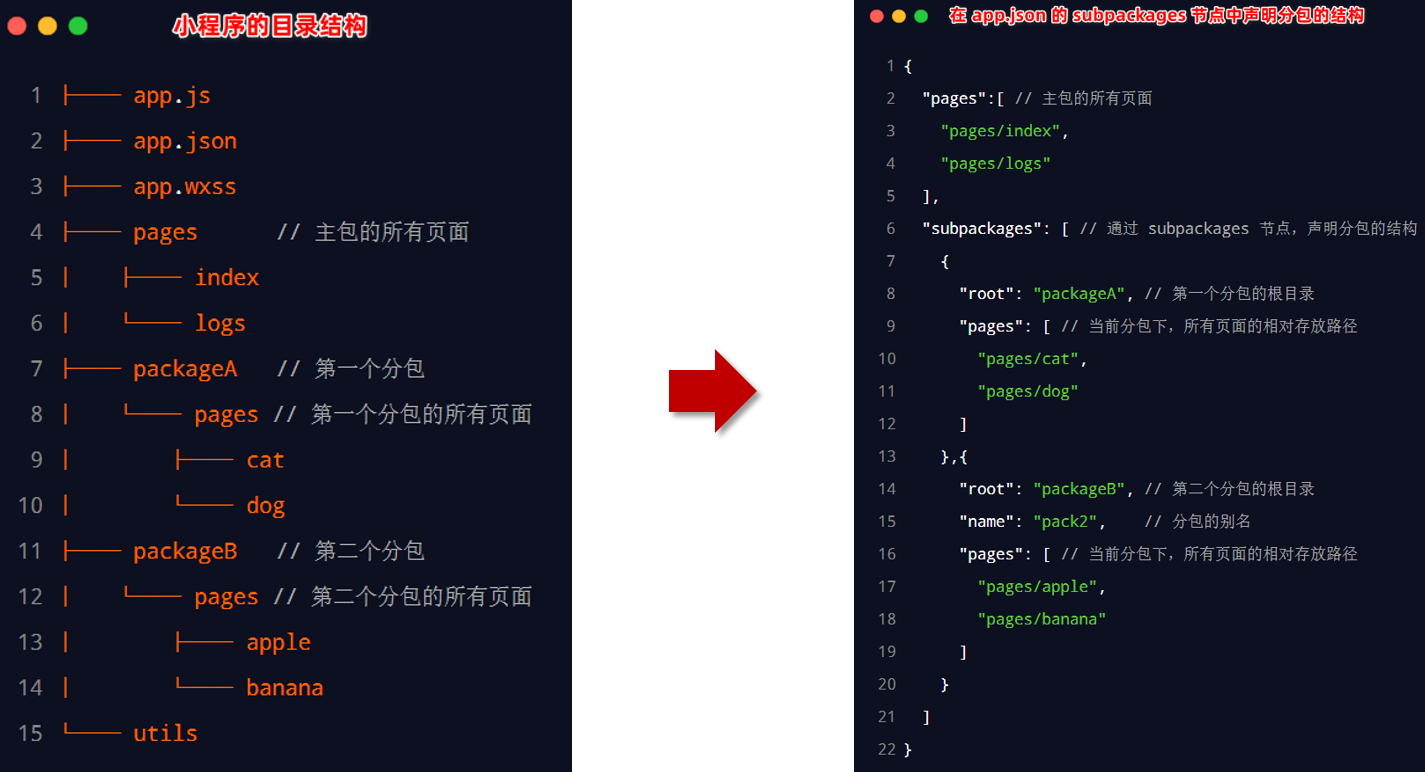 小程序的目录结构
1 ├── app.js
2 ├── app.json
3 ├── app.wxss
4 ├── pages // 主包的所有页面
5 │ ├── index
6 │ └── logs
7 ├── packageA // 第一个分包
8 │ └── pages // 第一个分包的所有页面
9 │ ├── cat
10 │ └── dog
11 ├── packageB // 第二个分包
12 │ └── pages // 第二个分包的所有页面
13 │ ├── apple
14 │ └── banana
15 └── utils
在 app.json 的 subpackages 节点中声明分包的结构
1 {
2 "pages":[ // 主包的所有页面
3 "pages/index",
4 "pages/logs"
5 ],
6 "subpackages": [ // 通过 subpackages 节点，声明分包的结构
7 {
8 "root": "packageA", // 第一个分包的根目录
9 "pages": [ // 当前分包下，所有页面的相对存放路径
10 "pages/cat",
11 "pages/dog"
12 ]
13 },{
14 "root": "packageB", // 第二个分包的根目录
15 "name": "pack2", // 分包的别名
16 "pages": [ // 当前分包下，所有页面的相对存放路径
17 "pages/apple",
18 "pages/banana"
19 ]
20 }
21 ]
22 }